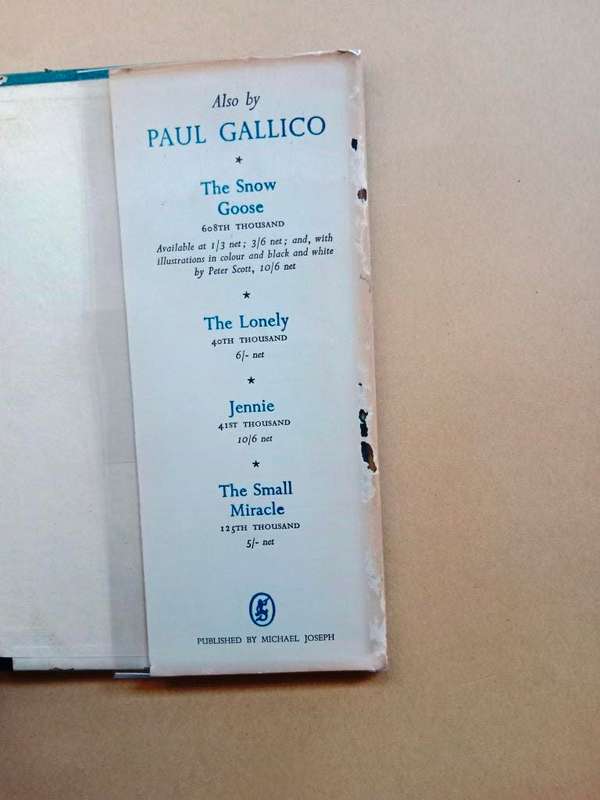 Also by
PAUL GALLICO
*
The Snow
Goose
608TH THOUSAND
Available at 1/3 net; 3/6 net; and, with
illustrations in colour and black and white
by Peter Scott, 10/6 net
*
The Lonely
40TH THOUSAND
6/- net
*
Jennie
41ST THOUSAND
10/6 net
*
The Small
Miracle
125TH THOUSAND
5/- net
PUBLISHED BY MICHAEL JOSEPH